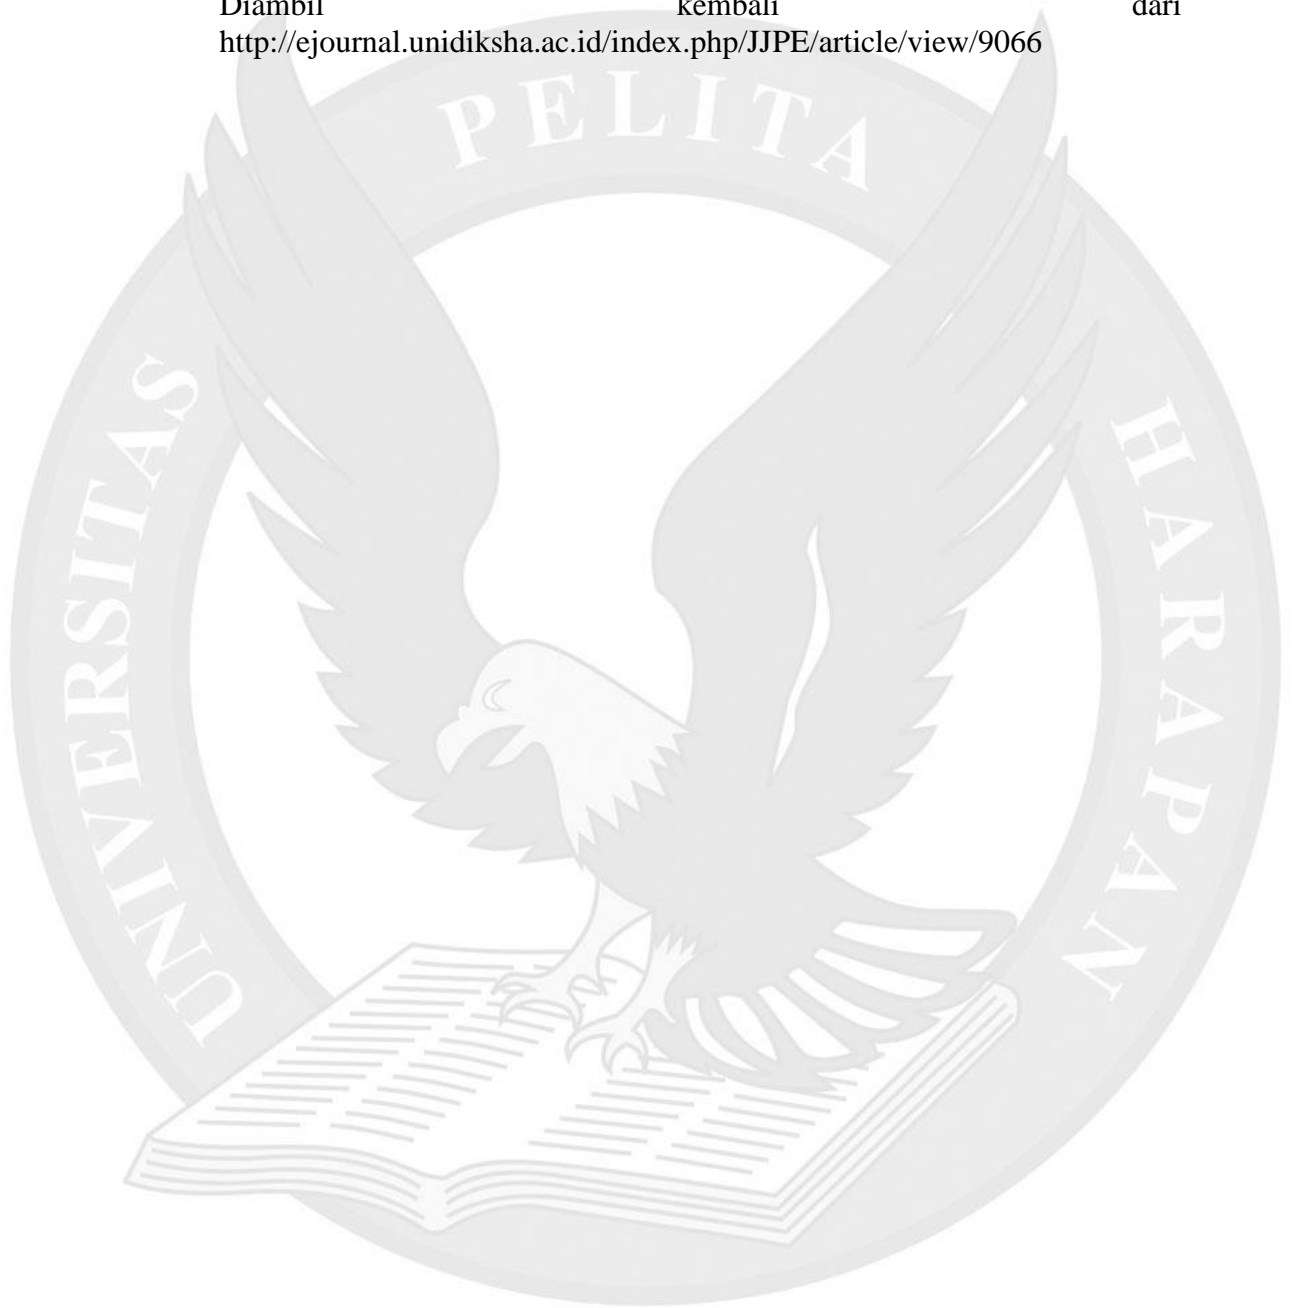 Diambil kembali dari
http://ejournal.unidiksha.ac.id/index.php/JJPE/article/view/9066
PELITA
UNIVERSITAS
HARAPAN